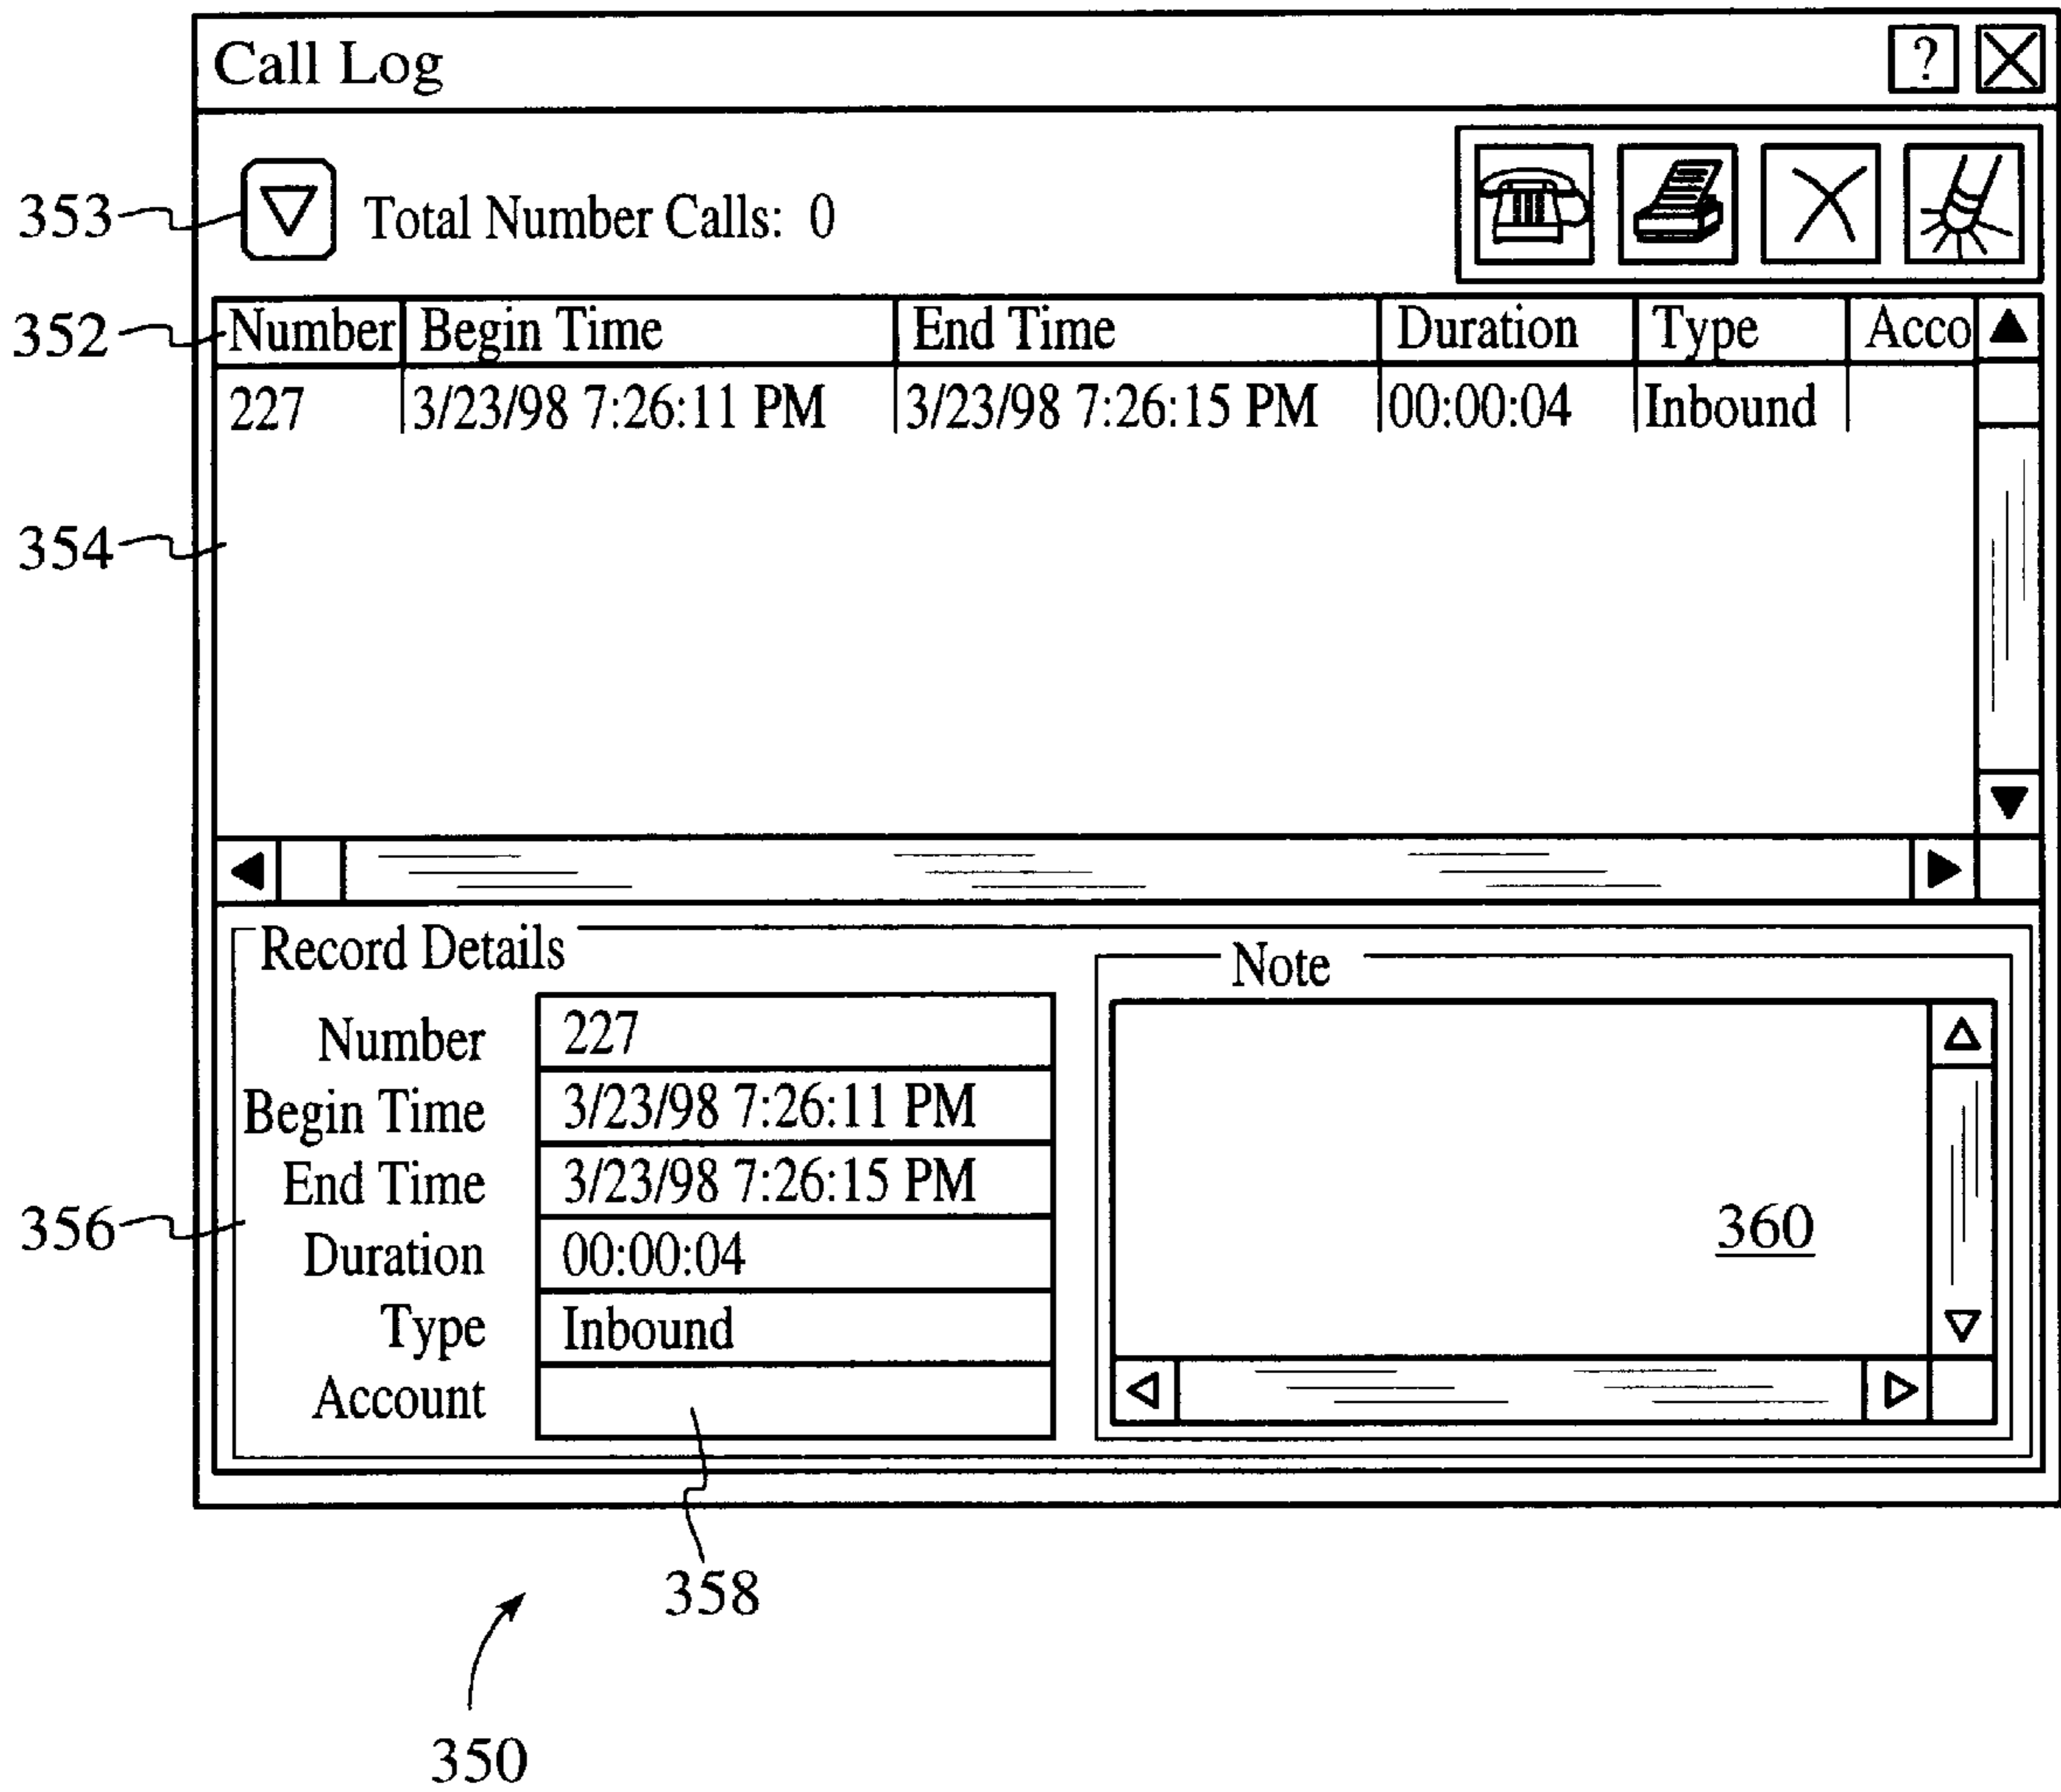 Call Log ?
353 Total Number Calls: 0
352 Number Begin Time End Time Duration Type Acco
227 3/23/98 7:26:11 PM 3/23/98 7:26:15 PM 00:00:04 Inbound
354
Record Details Note
Number 227
Begin Time 3/23/98 7:26:11 PM
End Time 3/23/98 7:26:15 PM
356 360
Duration 00:00:04
Type Inbound
Account
358
350